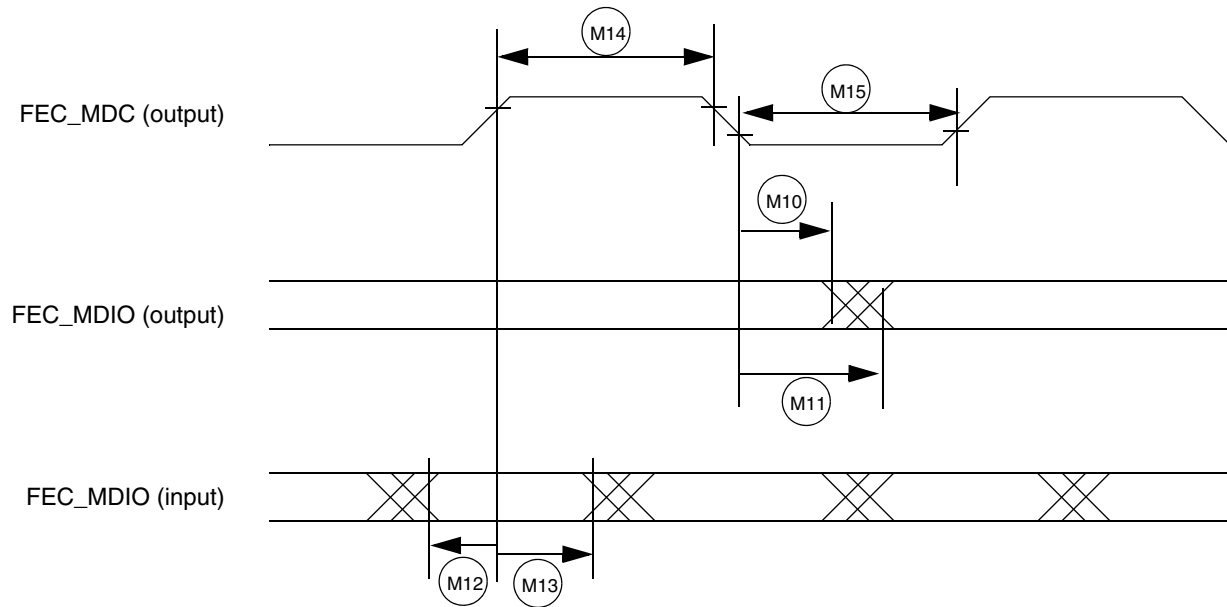 M14
FEC_MDC (output)
M15
M10
FEC_MDIO (output)
M11
FEC_MDIO (input)
M12
M13